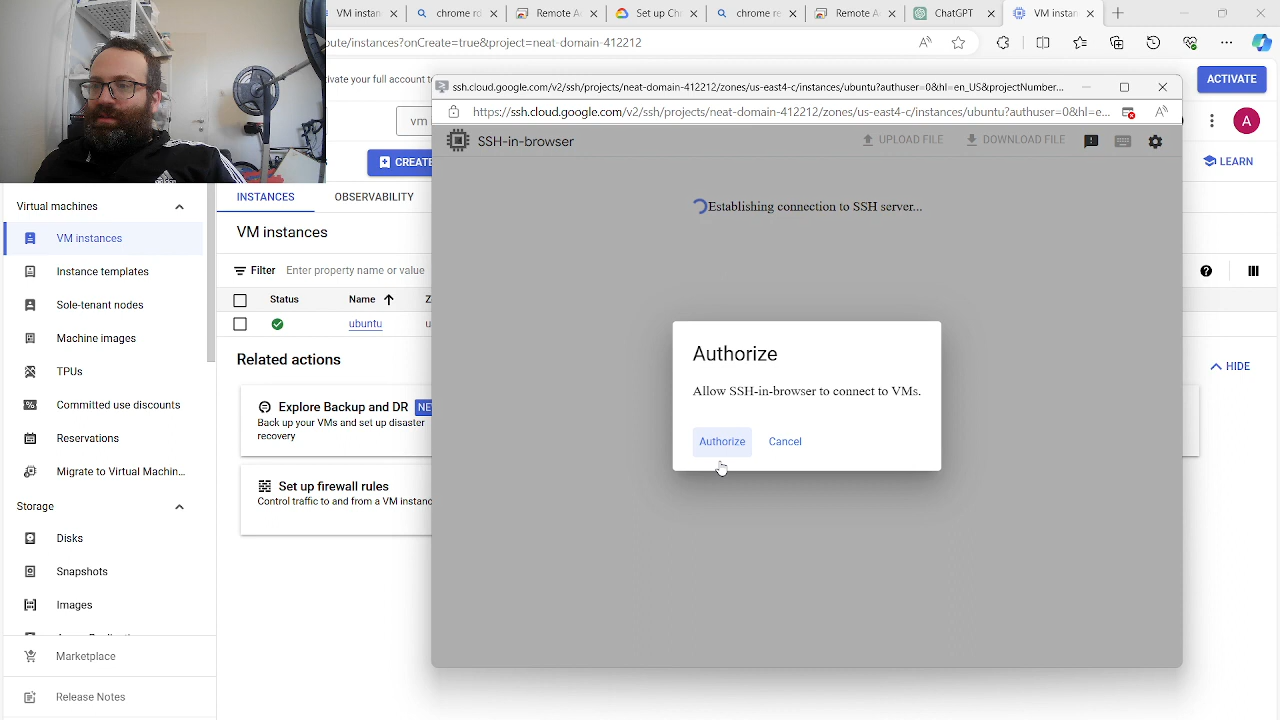 VM instan
chrome ro
Remote Ac
Set up Chr
chrome re
Remote A
ChatGPT
VM instan
pute/instances?onCreate=true&project=neat-domain-412212
ivate your full account t
ACTIVATE
ssh.cloud.google.com/v2/ssh/projects/neat-domain-412212/zones/us-east4-c/instances/ubuntu?authuser=0&hl=en_US&projectNumber...
https://ssh.cloud.google.com/v2/ssh/projects/neat-domain-412212/zones/us-east4-c/instances/ubuntu?authuser=0&hl=e...
vm
A
SSH-in-browser
UPLOAD FILE
DOWNLOAD FILE
CREATE
LEARN
INSTANCES
OBSERVABILITY
Establishing connection to SSH server...
Virtual machines
VM instances
Instance templates
Sole-tenant nodes
Machine images
TPUs
Committed use discounts
Reservations
Migrate to Virtual Machin...
Storage
Disks
Snapshots
Images
Marketplace
Release Notes
VM instances
Filter
Enter property name or value
Status
Name
Z
ubuntu
u
Related actions
HIDE
Explore Backup and DR
NE
Back up your VMs and set up disaster
recovery
Set up firewall rules
Control traffic to and from a VM instanc
Authorize
Allow SSH-in-browser to connect to VMs.
Authorize
Cancel